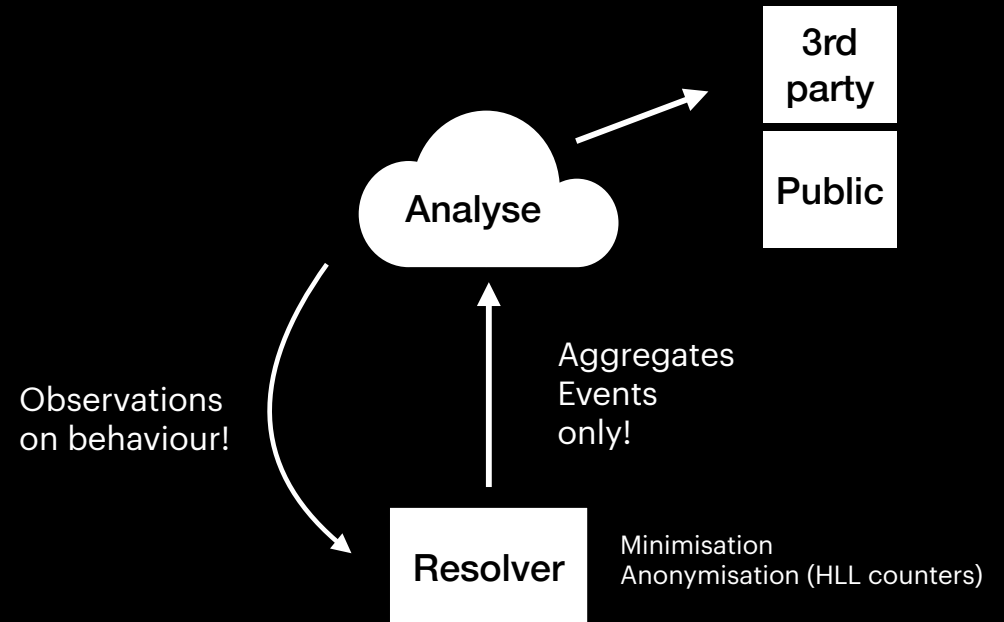 3rd
party
Public
Analyse
Aggregates
Events
only!
Observations
on behaviour!
Resolver
Minimisation
Anonymisation (HLL counters)